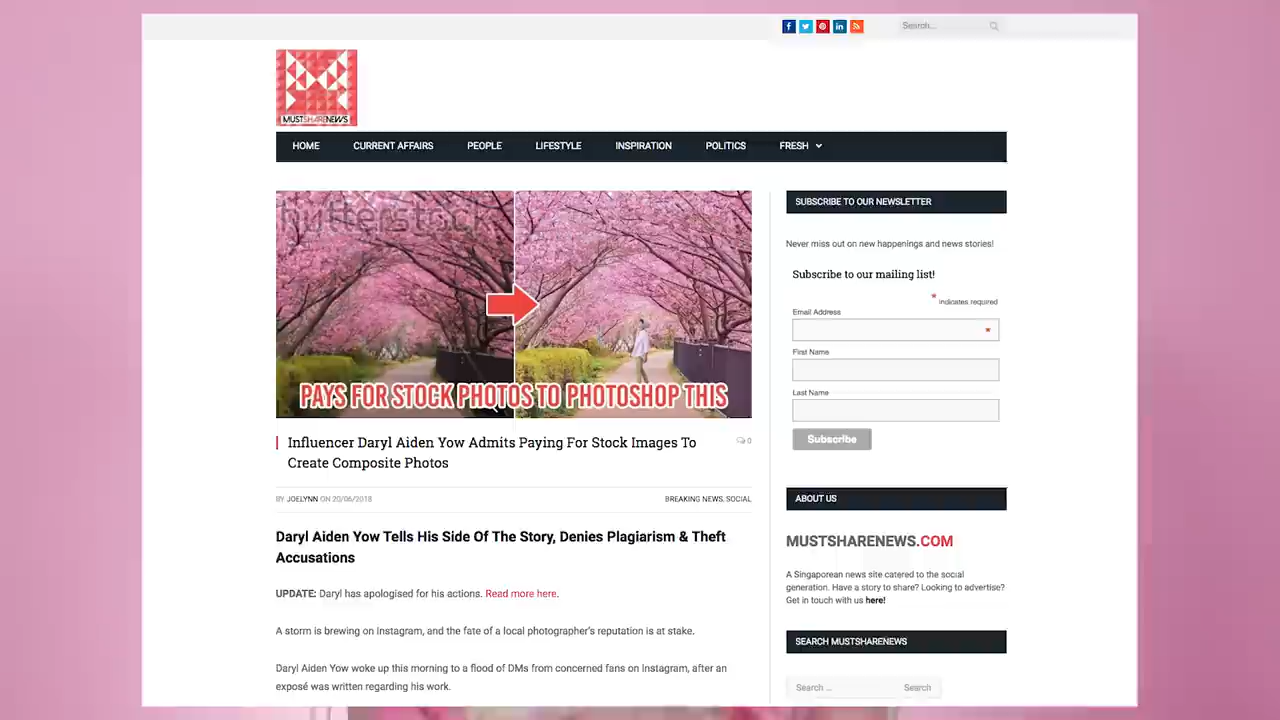 Search...
MUSTSHARENEWS
HOME CURRENT AFFAIRS PEOPLE LIFESTYLE INSPIRATION POLITICS FRESH
hutterstock
PAYS FOR STOCK PHOTOS TO PHOTOSHOP THIS
Influencer Daryl Aiden Yow Admits Paying For Stock Images To
Create Composite Photos
0
BY JOELYNN ON 20/06/2018
BREAKING NEWS, SOCIAL
Daryl Aiden Yow Tells His Side Of The Story, Denies Plagiarism & Theft
Accusations
UPDATE: Daryl has apologised for his actions. Read more here.
A storm is brewing on Instagram, and the fate of a local photographer's reputation is at stake.
Daryl Aiden Yow woke up this morning to a flood of DMs from concerned fans on Instagram, after an
exposé was written regarding his work.
SUBSCRIBE TO OUR NEWSLETTER
Never miss out on new happenings and news stories!
Subscribe to our mailing list!
* indicates required
Email Address
*
First Name
Last Name
Subscribe
ABOUT US
MUSTSHARENEWS.COM
A Singaporean news site catered to the social
generation. Have a story to share? Looking to advertise?
Get in touch with us here!
SEARCH MUSTSHARENEWS
Search ... Search